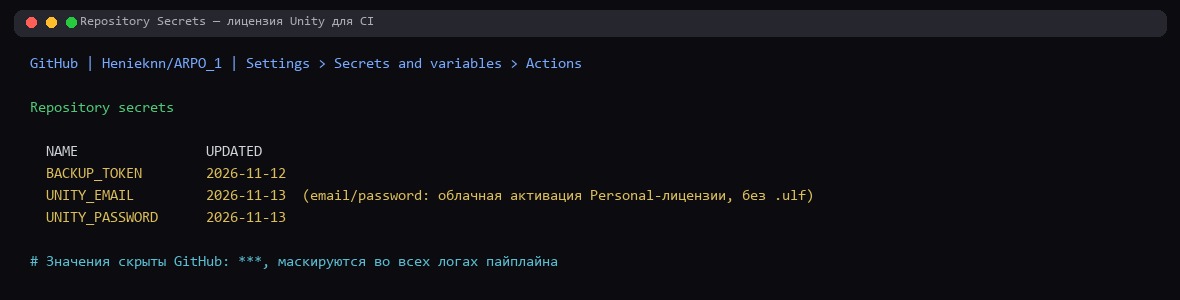 Repository Secrets — лицензия Unity для CI
GitHub | Henieknn/ARPO_1 | Settings > Secrets and variables > Actions
Repository secrets
NAME UPDATED
BACKUP_TOKEN 2026-11-12
UNITY_EMAIL 2026-11-13 (email/password: облачная активация Personal-лицензии, без .ulf)
UNITY_PASSWORD 2026-11-13
# Значения скрыты GitHub: ***, маскируются во всех логах пайплайна